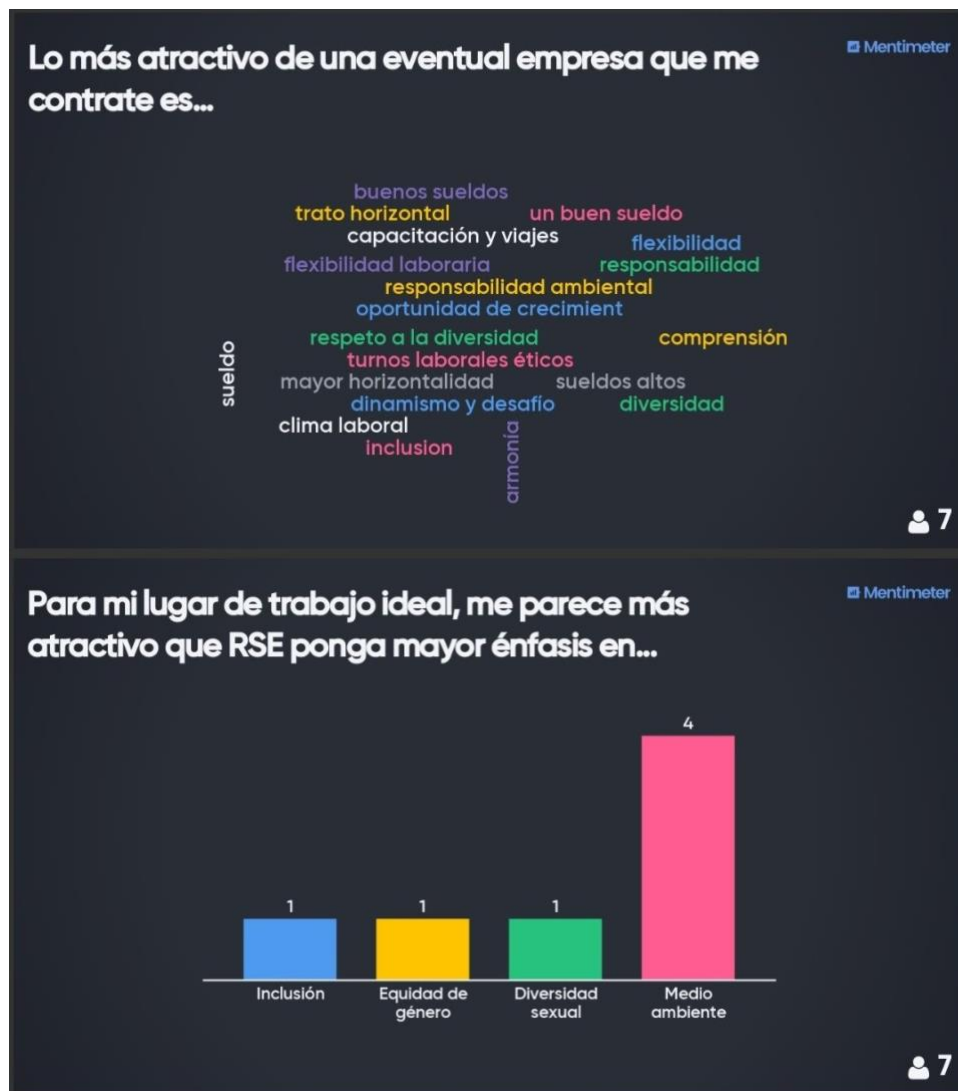 Lo más atractivo de una eventual empresa que me
contrate es...
Mentimeter
buenos sueldos
trato horizontal
un buen sueldo
capacitación y viajes
flexibilidad
flexibilidad laboraria
responsabilidad
responsabilidad ambiental
oportunidad de crecimient
respeto a la diversidad
comprensión
sueldo
turnos laborales éticos
mayor horizontalidad
sueldos altos
dinamismo y desafío
diversidad
clima laboral
armonía
inclusion
7
Para mi lugar de trabajo ideal, me parece más
atractivo que RSE ponga mayor énfasis en...
Mentimeter
4
1
1
1
Inclusión
Equidad de
género
Diversidad
sexual
Medio
ambiente
7